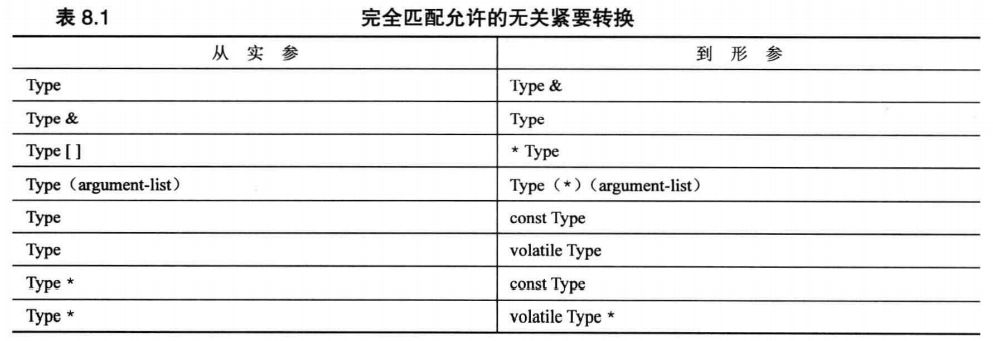 表 8.1 完全匹配允许的无关紧要转换
从 实 参 到 形 参
Type Type &
Type & Type
Type [ ] * Type
Type（argument-list） Type（*）（argument-list）
Type const Type
Type volatile Type
Type * const Type
Type * volatile Type *